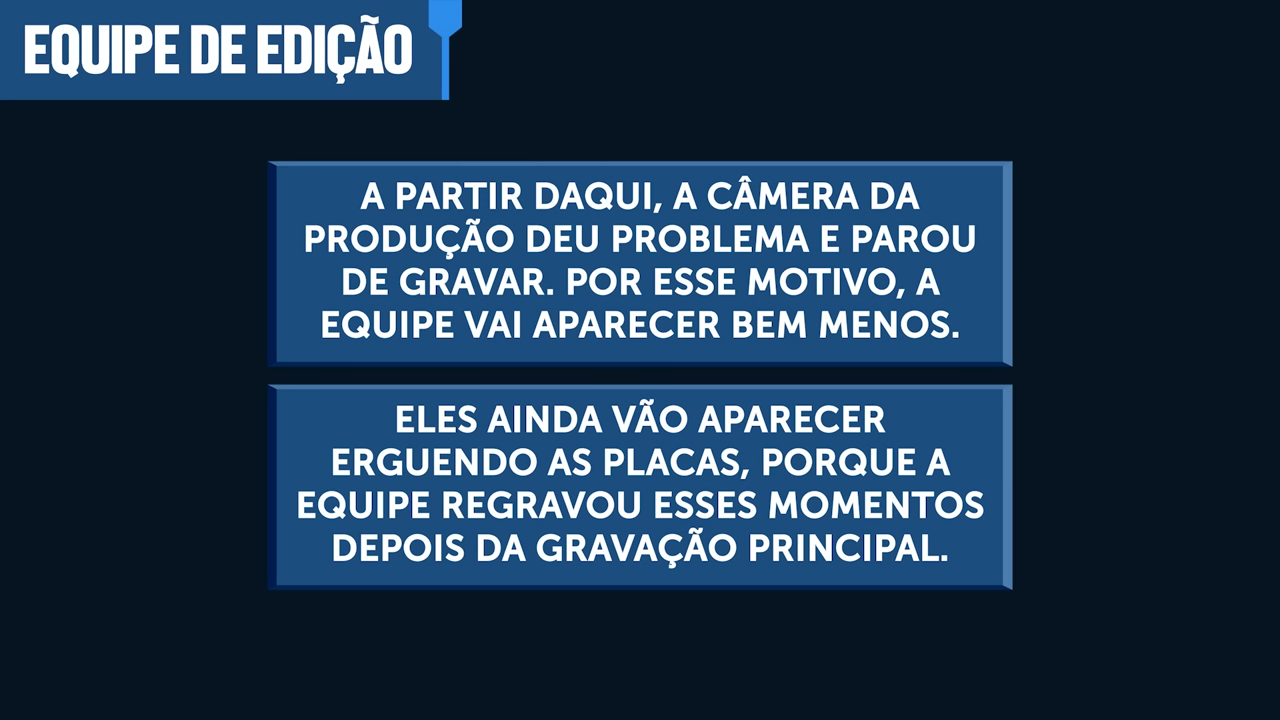 EQUIPE DE EDIÇÃO
A PARTIR DAQUI, A CÂMERA DA
PRODUÇÃO DEU PROBLEMA E PAROU
DE GRAVAR. POR ESSE MOTIVO, A
EQUIPE VAI APARECER BEM MENOS.
ELES AINDA VÃO APARECER
ERGUENDO AS PLACAS, PORQUE A
EQUIPE REGRAVOU ESSES MOMENTOS
DEPOIS DA GRAVAÇÃO PRINCIPAL.